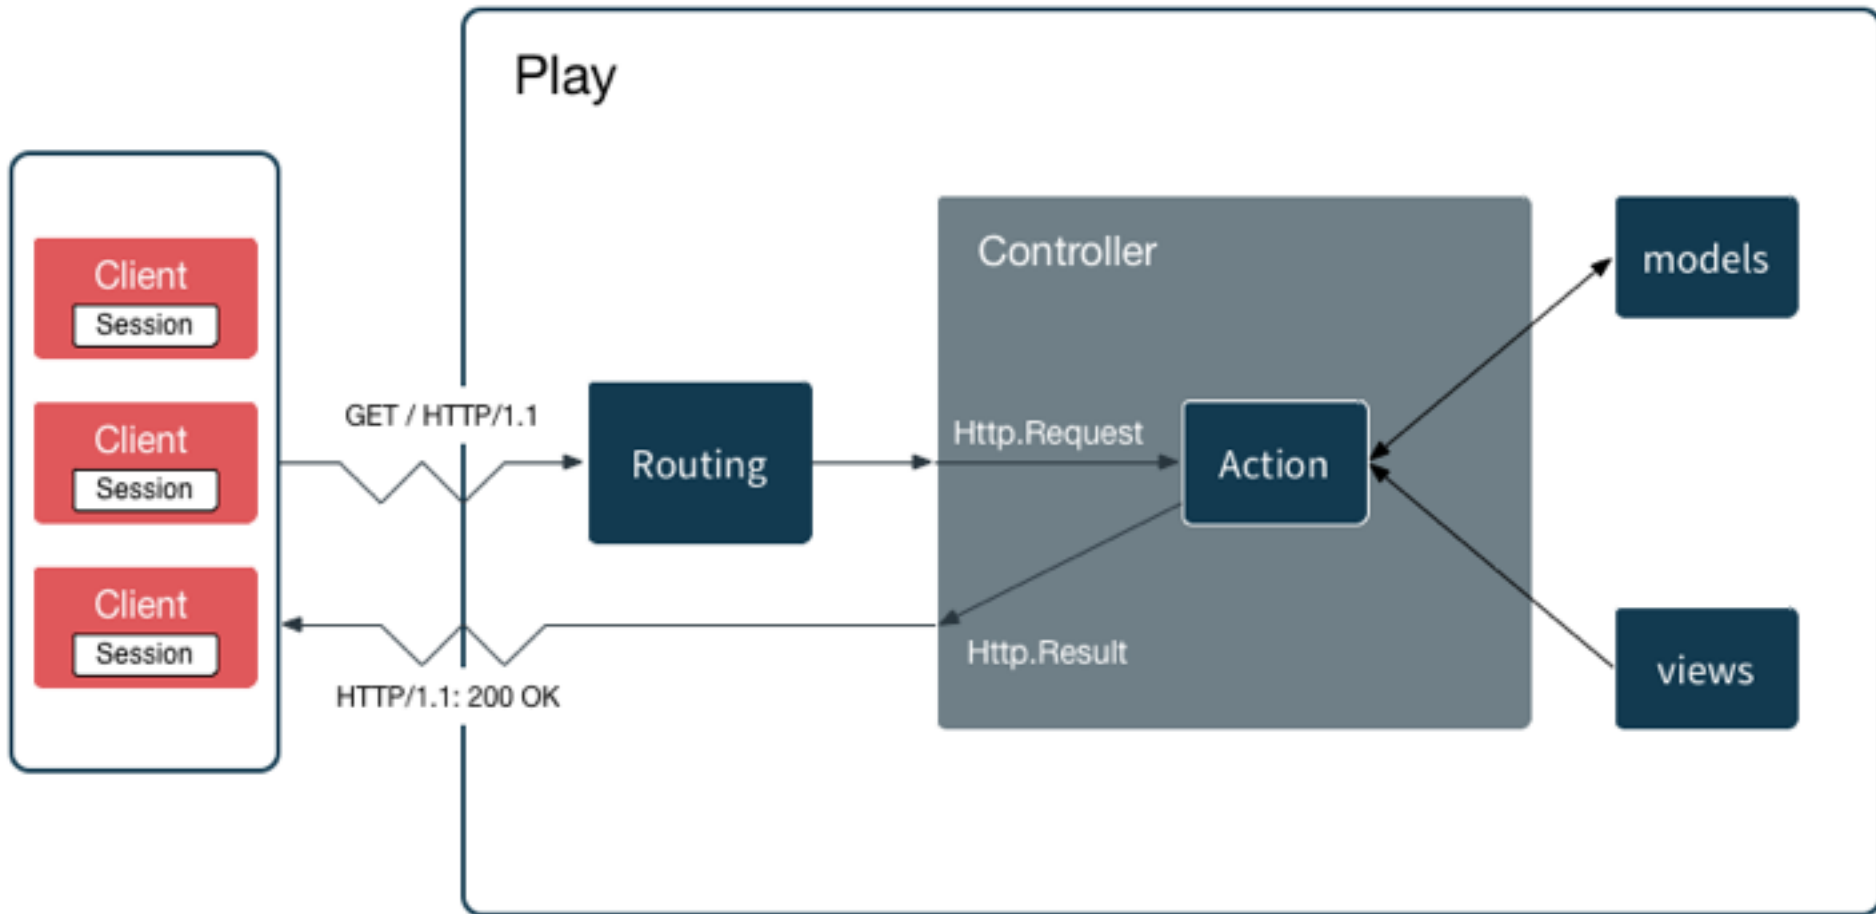 Play
Client
Session
Client
Session
Client
Session
GET / HTTP/1.1
HTTP/1.1: 200 OK
Routing
Controller
Http.Request
Action
Http.Result
models
views